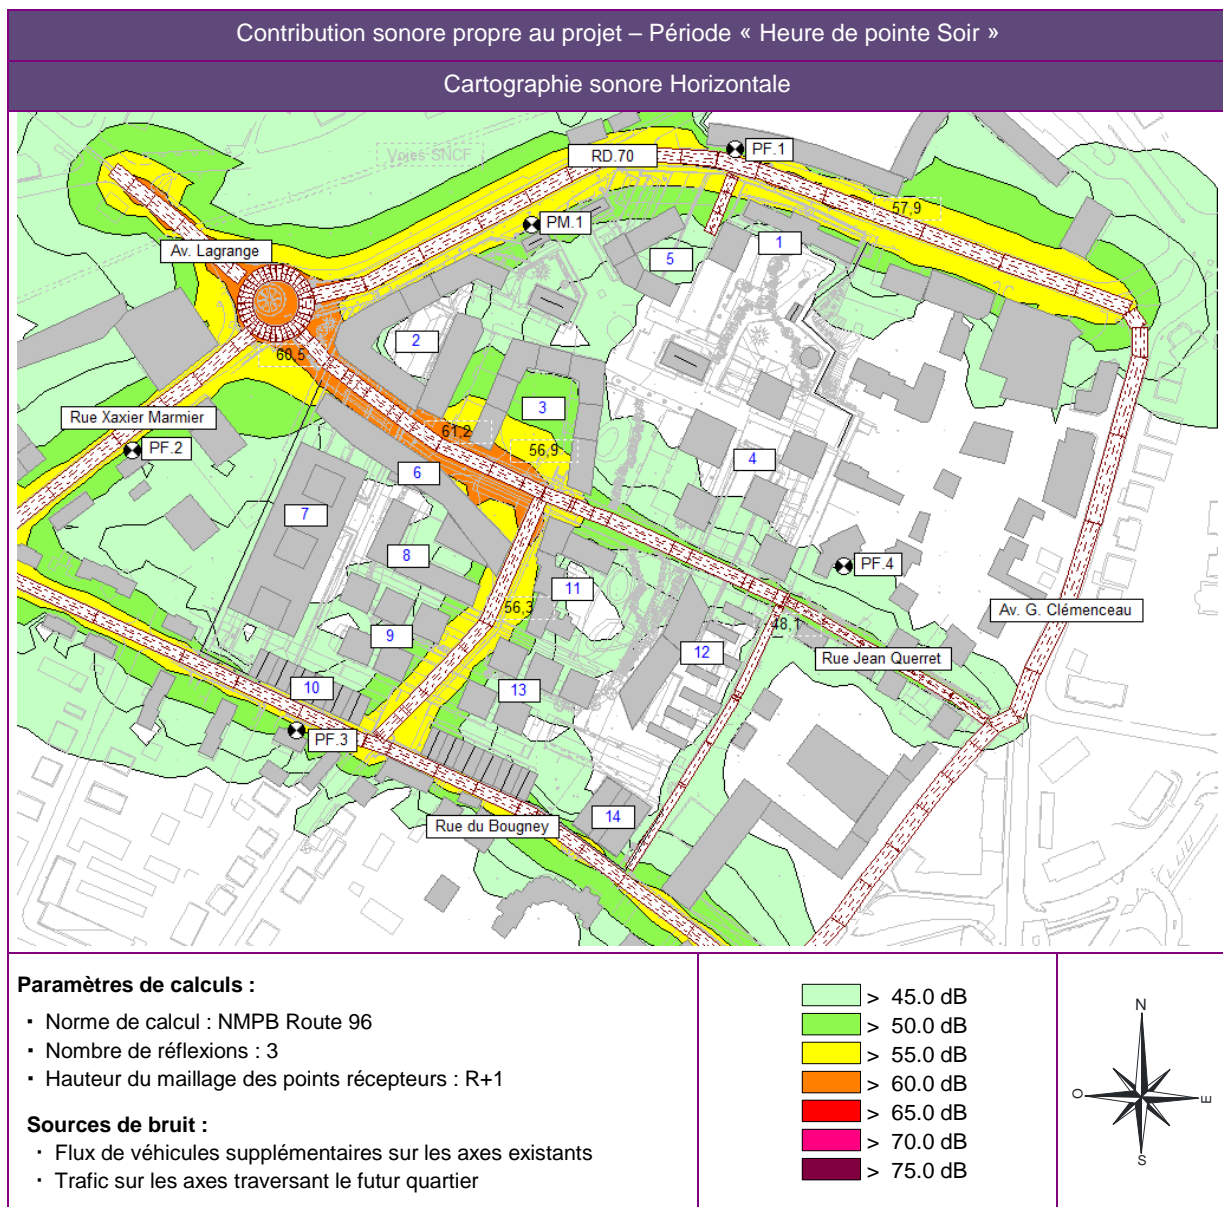 Contribution sonore propre au projet – Période « Heure de pointe Soir »
Cartographie sonore Horizontale
Voies SNCF
RD.70
PF.1
57,9
PM.1
Av. Lagrange
1
5
2
60,5
3
Rue Xaxier Marmier
61,2
PF.2
56,9
4
6
7
8
PF.4
11
56,3
Av. G. Clémenceau
48,1
9
12
Rue Jean Querret
10
13
PF.3
14
Rue du Bougney
Paramètres de calculs :
▪ Norme de calcul : NMPB Route 96
▪ Nombre de réflexions : 3
▪ Hauteur du maillage des points récepteurs : R+1
Sources de bruit :
▪ Flux de véhicules supplémentaires sur les axes existants
▪ Trafic sur les axes traversant le futur quartier
> 45.0 dB
> 50.0 dB
> 55.0 dB
> 60.0 dB
> 65.0 dB
> 70.0 dB
> 75.0 dB
N
O
E
S